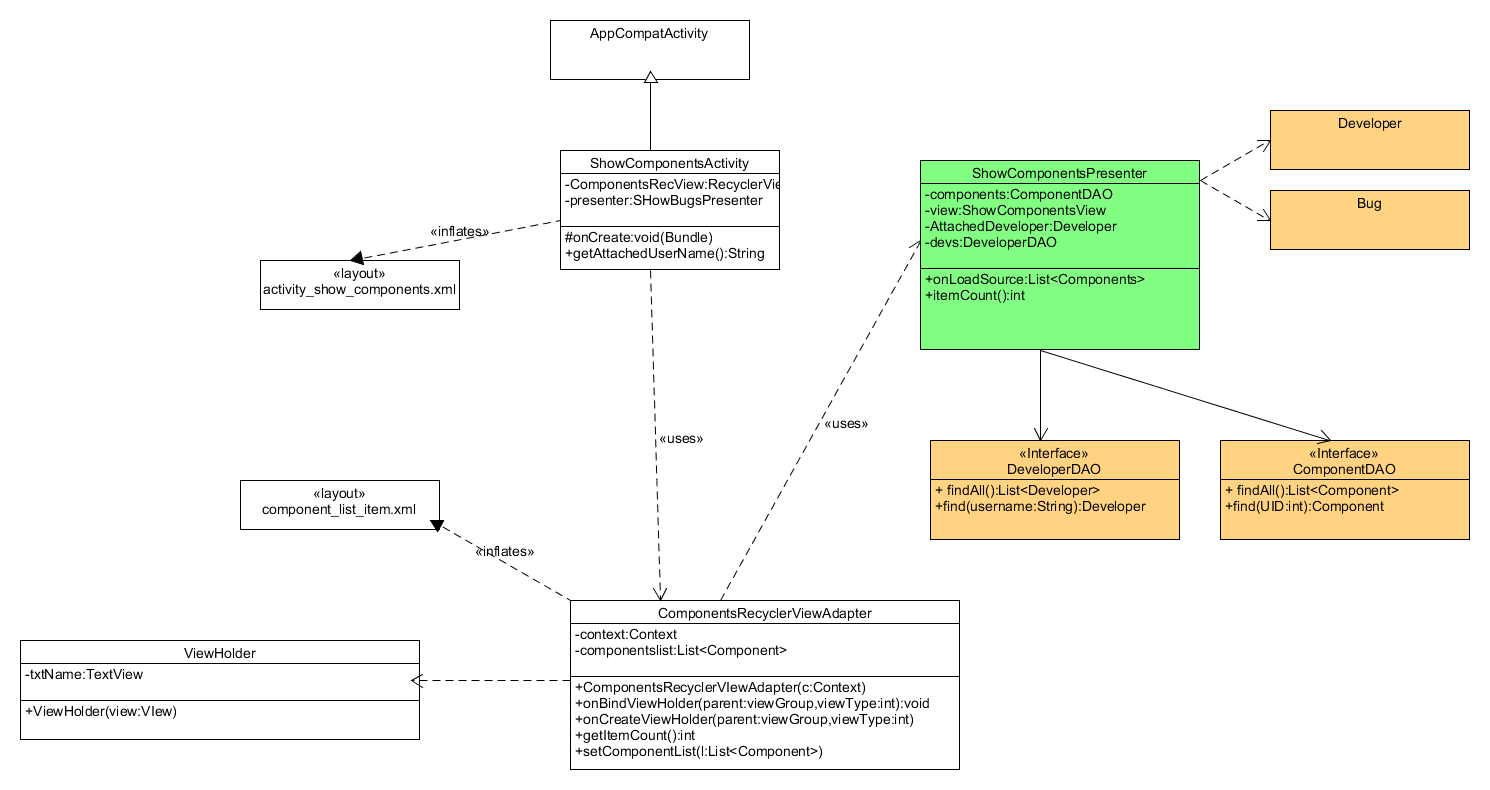 AppCompatActivity
ShowComponentsActivity
-ComponentsRecView:RecyclerVie
-presenter:SHowBugsPresenter
#onCreate:void(Bundle)
+getAttachedUserName():String
«inflates»
«layout»
activity_show_components.xml
ShowComponentsPresenter
-components:ComponentDAO
-view:ShowComponentsView
-AttachedDeveloper:Developer
-devs:DeveloperDAO
+onLoadSource:List<Components>
+itemCount():int
Developer
Bug
«uses»
«uses»
«Interface»
DeveloperDAO
+ findAll():List<Developer>
+find(username:String):Developer
«Interface»
ComponentDAO
+ findAll():List<Component>
+find(UID:int):Component
«layout»
component_list_item.xml
«inflates»
ViewHolder
-txtName:TextView
+ViewHolder(view:VIew)
ComponentsRecyclerViewAdapter
-context:Context
-componentslist:List<Component>
+ComponentsRecyclerVIewAdapter(c:Context)
+onBindViewHolder(parent:viewGroup,viewType:int):void
+onCreateViewHolder(parent:viewGroup,viewType:int)
+getItemCount():int
+setComponentList(l:List<Component>)